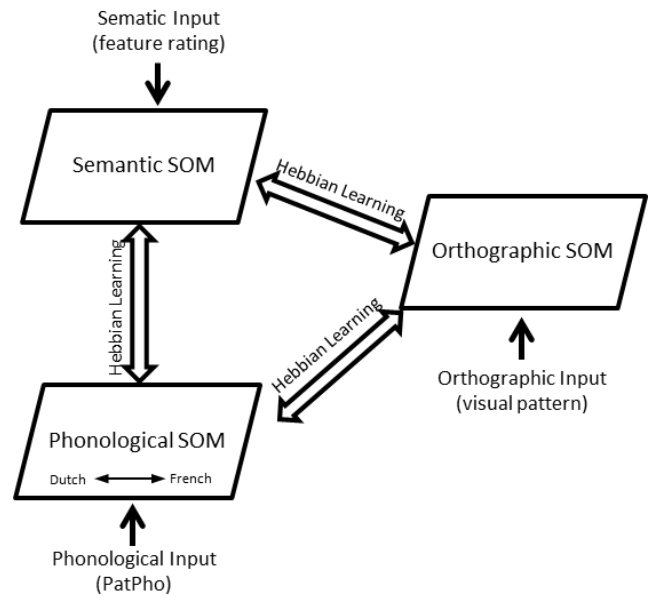 Sematic Input
(feature rating)
Semantic SOM
Hebbian Learning
Orthographic SOM
Hebbian Learning
Hebbian Learning
Orthographic Input
(visual pattern)
Phonological SOM
Dutch French
Phonological Input
(PatPho)